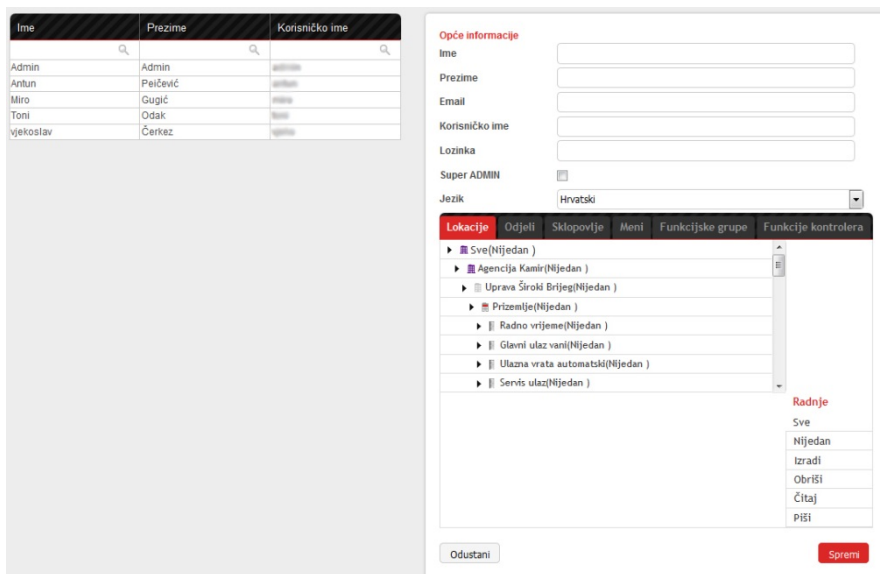 Ime Prezime Korisničko ime
Admin Admin
Antun Peičević
Miro Gugić
Toni Odak
vjekoslav Čerkez
Opće informacije
Ime
Prezime
Email
Korisničko ime
Lozinka
Super ADMIN
Jezik Hrvatski
Lokacije Odjeli Sklopovlje Meni Funkcijske grupe Funkcije kontrolera
Sve(Nijedan )
Agencija Kamir(Nijedan )
Uprava Široki Brijeg(Nijedan )
Prizemlje(Nijedan )
Radno vrijeme(Nijedan )
Glavni ulaz vani(Nijedan )
Ulazna vrata automatski(Nijedan )
Servis ulaz(Nijedan )
Radnje
Sve
Nijedan
Izradi
Obriši
Čitaj
Piši
Odustani Spremi